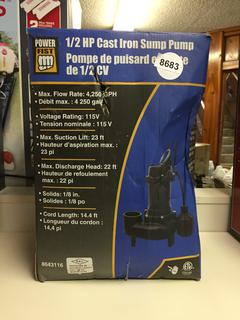 POWER
FIST
1/2 HP Cast Iron Sump Pump
Pompe de puisard
de 1/2 CV
8683
• Max. Flow Rate: 4,250 GPH
• Débit max. : 4 250 gal
• Voltage Rating: 115V
• Tension nominale : 115 V
• Max. Suction Lift: 23 ft
• Hauteur d'aspiration max. :
23 pi
• Max. Discharge Head: 22 ft
• Hauteur de refoulement
max. : 22 pi
• Solids: 1/8 in.
• Solides : 1/8 po
• Cord Length: 14.4 ft
• Longueur du cordon :
14,4 pi
8643116